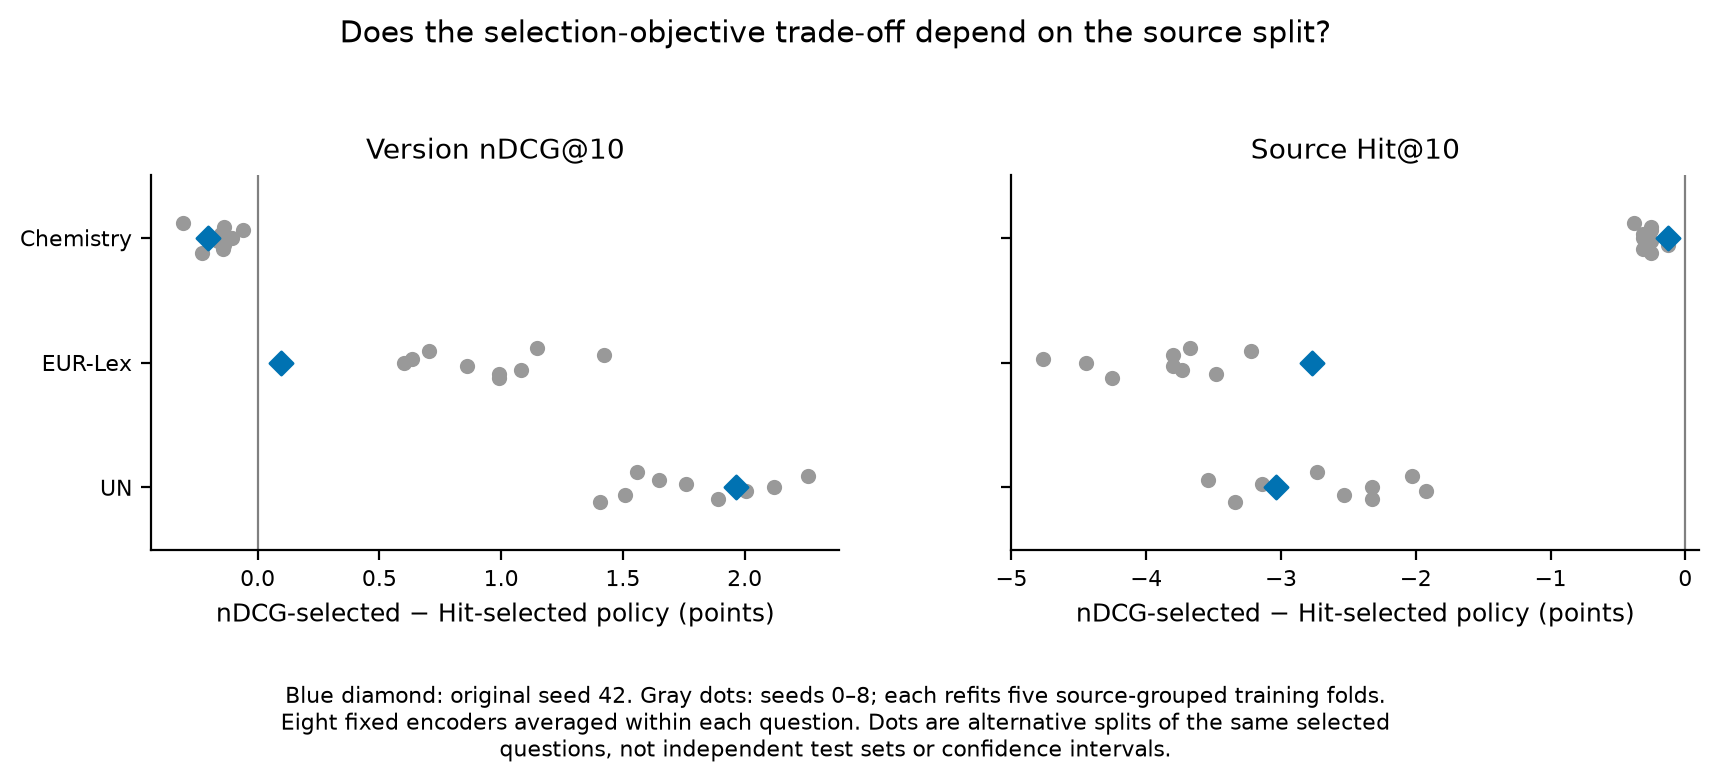 Does the selection-objective trade-off depend on the source split?
Version nDCG@10
Source Hit@10
Chemistry
EUR-Lex
UN
0.0 0.5 1.0 1.5 2.0
−5 −4 −3 −2 −1 0
nDCG-selected − Hit-selected policy (points)
nDCG-selected − Hit-selected policy (points)
Blue diamond: original seed 42. Gray dots: seeds 0–8; each refits five source-grouped training folds.
Eight fixed encoders averaged within each question. Dots are alternative splits of the same selected
questions, not independent test sets or confidence intervals.